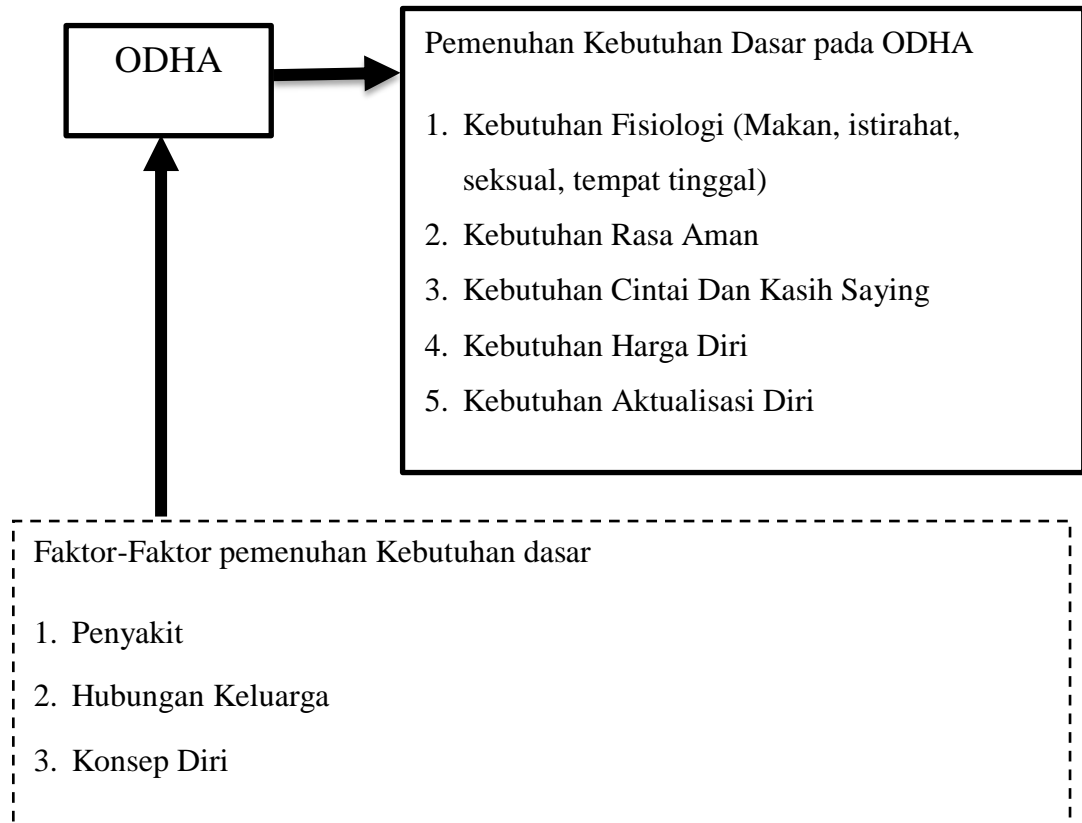 ODHA
Pemenuhan Kebutuhan Dasar pada ODHA
1. Kebutuhan Fisiologi (Makan, istirahat,
seksual, tempat tinggal)
2. Kebutuhan Rasa Aman
3. Kebutuhan Cintai Dan Kasih Saying
4. Kebutuhan Harga Diri
5. Kebutuhan Aktualisasi Diri
Faktor-Faktor pemenuhan Kebutuhan dasar
1. Penyakit
2. Hubungan Keluarga
3. Konsep Diri